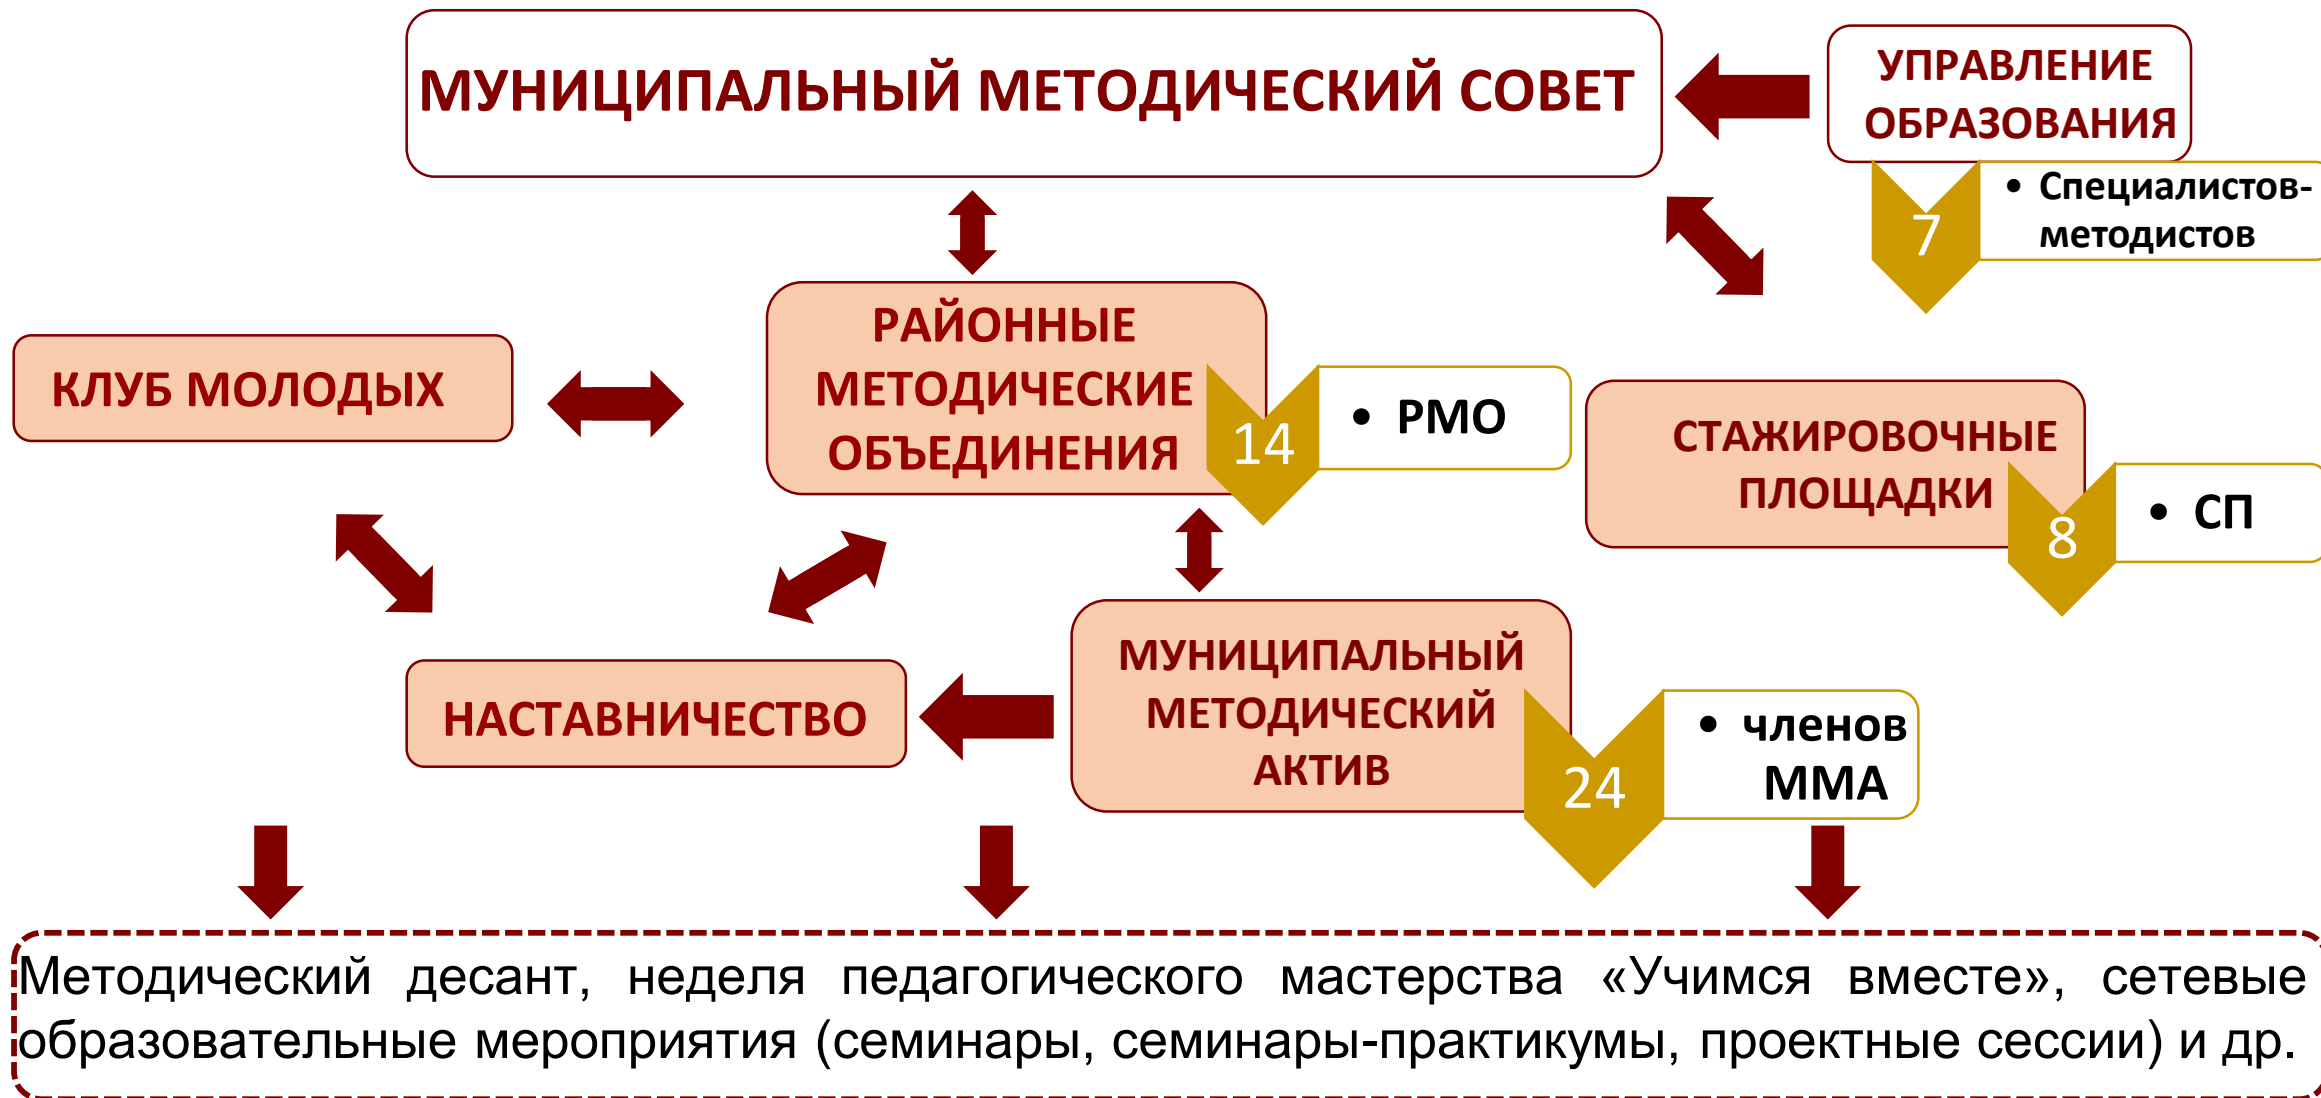 МУНИЦИПАЛЬНЫЙ МЕТОДИЧЕСКИЙ СОВЕТ
УПРАВЛЕНИЕ
ОБРАЗОВАНИЯ
7
• Специалистов-
методистов
РАЙОННЫЕ
МЕТОДИЧЕСКИЕ
ОБЪЕДИНЕНИЯ
14
• РМО
КЛУБ МОЛОДЫХ
СТАЖИРОВОЧНЫЕ
ПЛОЩАДКИ
8
• СП
НАСТАВНИЧЕСТВО
МУНИЦИПАЛЬНЫЙ
МЕТОДИЧЕСКИЙ
АКТИВ
24
• членов
ММА
Методический десант, неделя педагогического мастерства «Учимся вместе», сетевые
образовательные мероприятия (семинары, семинары-практикумы, проектные сессии) и др.